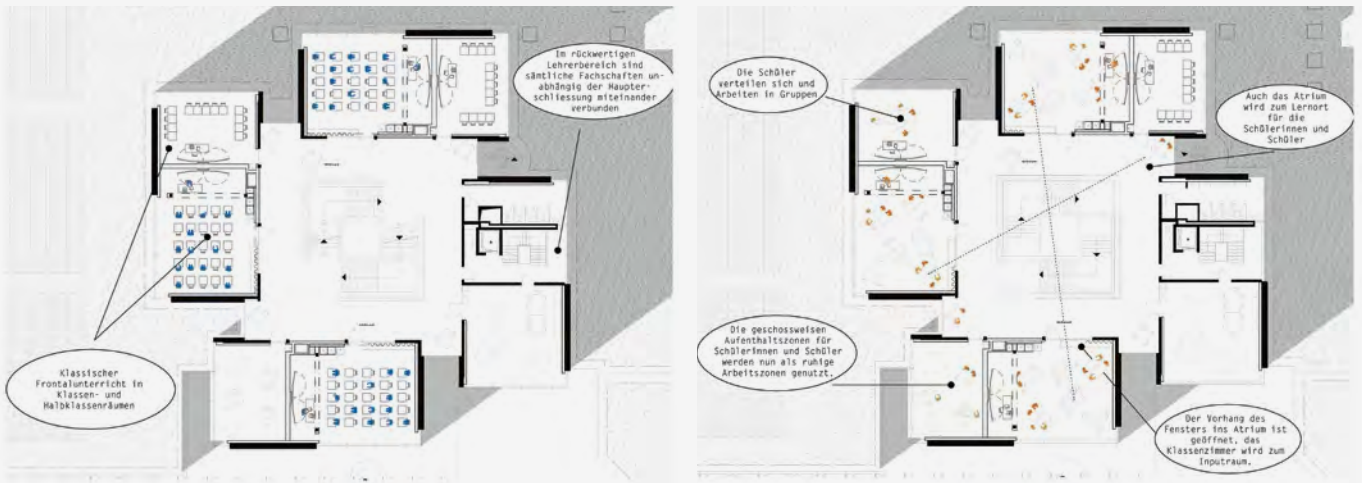 Im rückwertigen
Lehrerbereich sind
sämtliche Fachschaften un-
abhängig der Haupter-
schliessung miteinander
verbunden
Klassischer
Frontalunterricht in
Klassen- und
Halbklassenräumen
Die Schüler
verteilen sich und
Arbeiten in Gruppen
Auch das Atrium
wird zum Lernort
für die
Schülerinnen und
Schüler
Die geschossweisen
Aufenthaltszonen für
Schülerinnen und Schüler
werden nun als ruhige
Arbeitszonen genutzt.
Der Vorhang des
Fensters ins Atrium ist
geöffnet, das
Klassenzimmer wird zum
Inputraum.